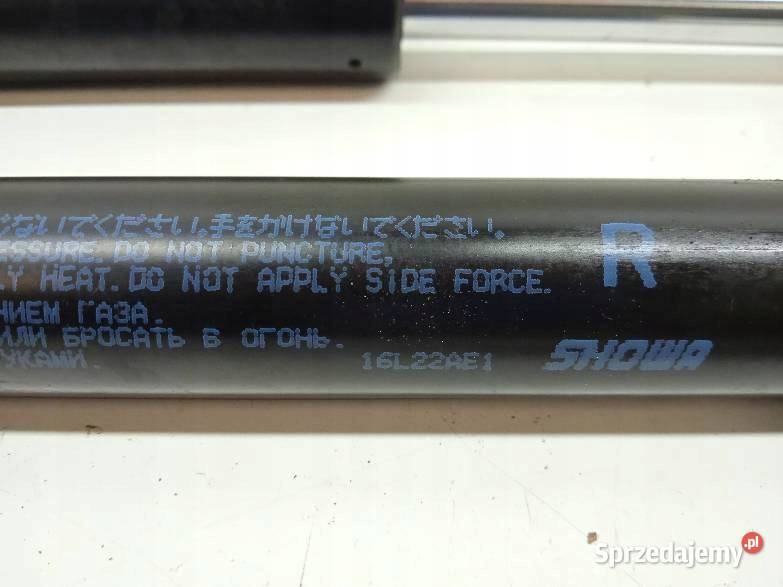 ないでください。手をかけないでください。
ESSURE. DO NOT PUNCTURE,
LY HEAT. DO NOT APPLY SIDE FORCE.
НИЕМ ГАЗА.
ИЛИ БРОСАТЬ В ОГОНЬ.
УКАМИ.
16L22AE1
SHOWA
R
Sprzedajemy.pl